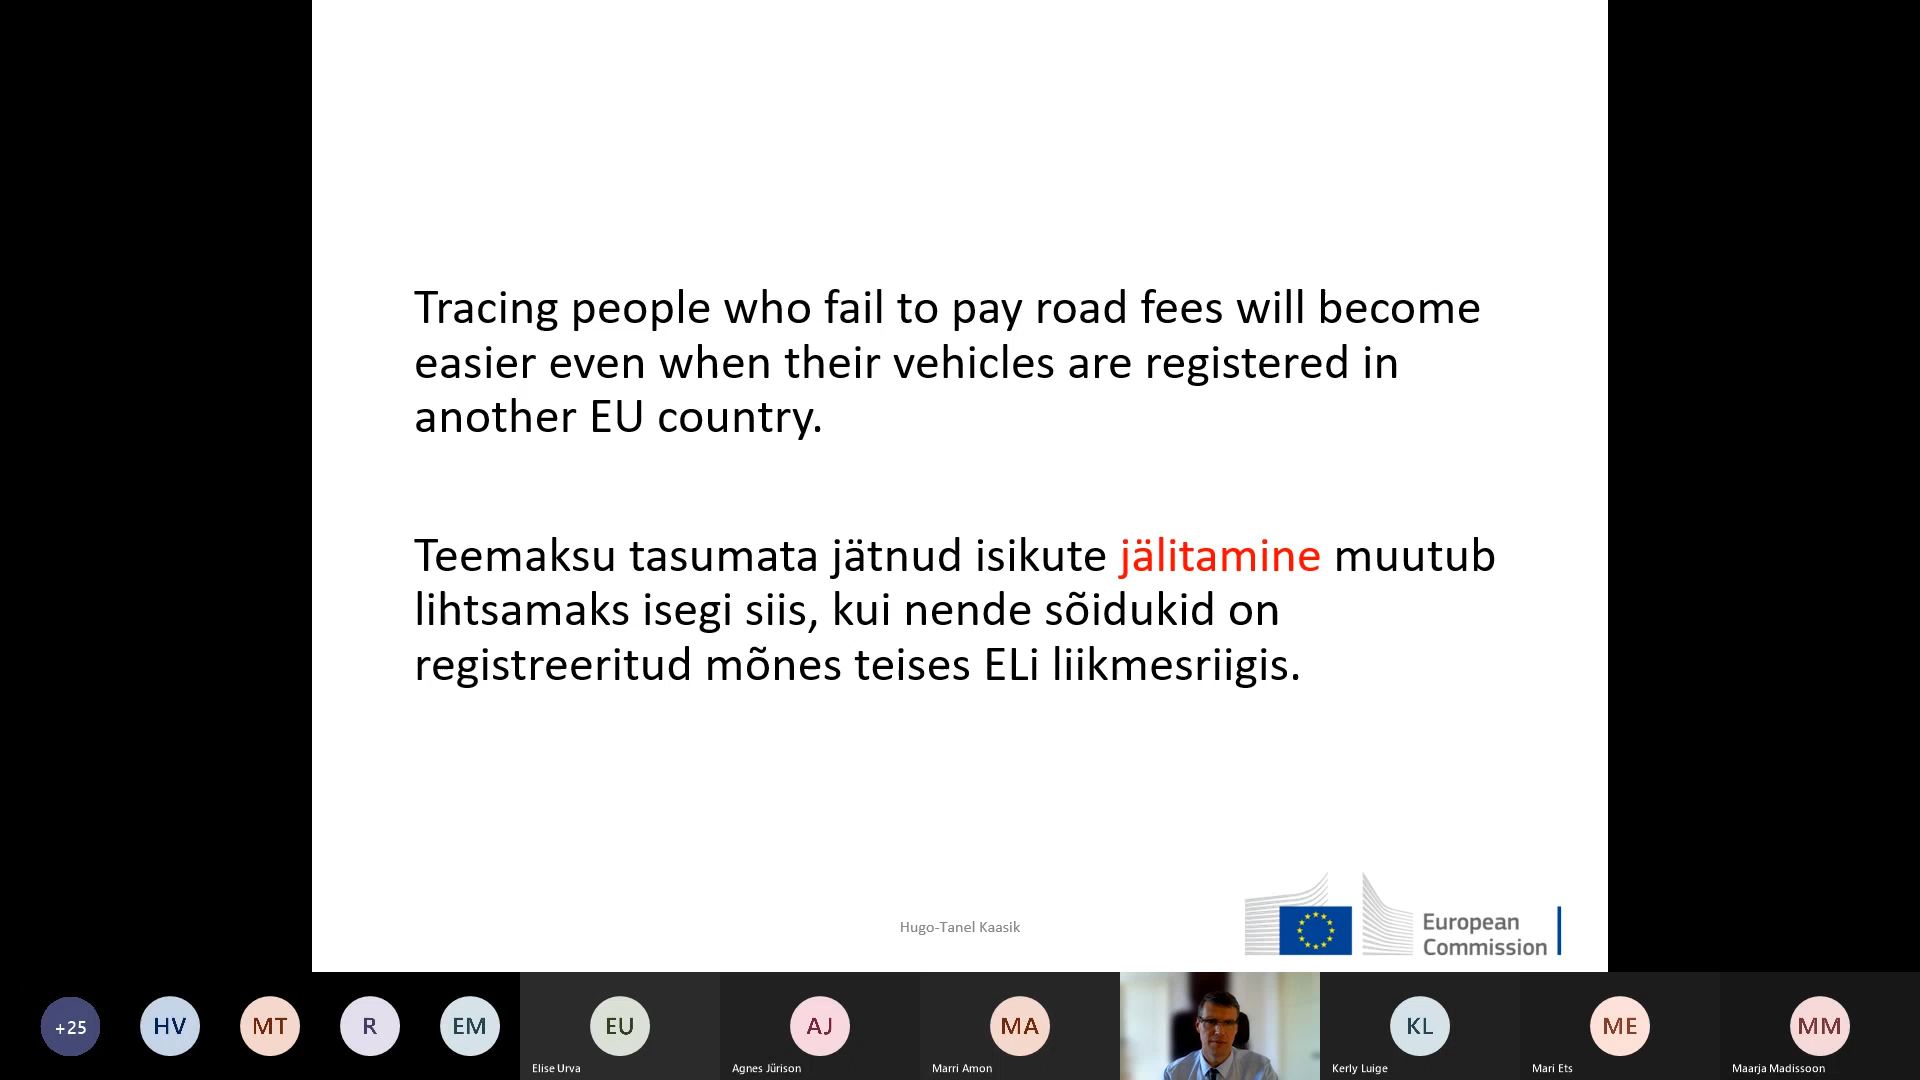 Tracing people who fail to pay road fees will become
easier even when their vehicles are registered in
another EU country.
Teemaksu tasumata jätnud isikute jälitamine muutub
lihtsamaks isegi siis, kui nende sõidukid on
registreeritud mõnes teises ELi liikmesriigis.
Hugo-Tanel Kaasik
European
Commission
+25
HV
MT
R
EM
EU
AJ
MA
KL
ME
MM
Elise Urva
Agnes Jürison
Marri Amon
Kerly Luige
Mari Ets
Maarja Madissoon